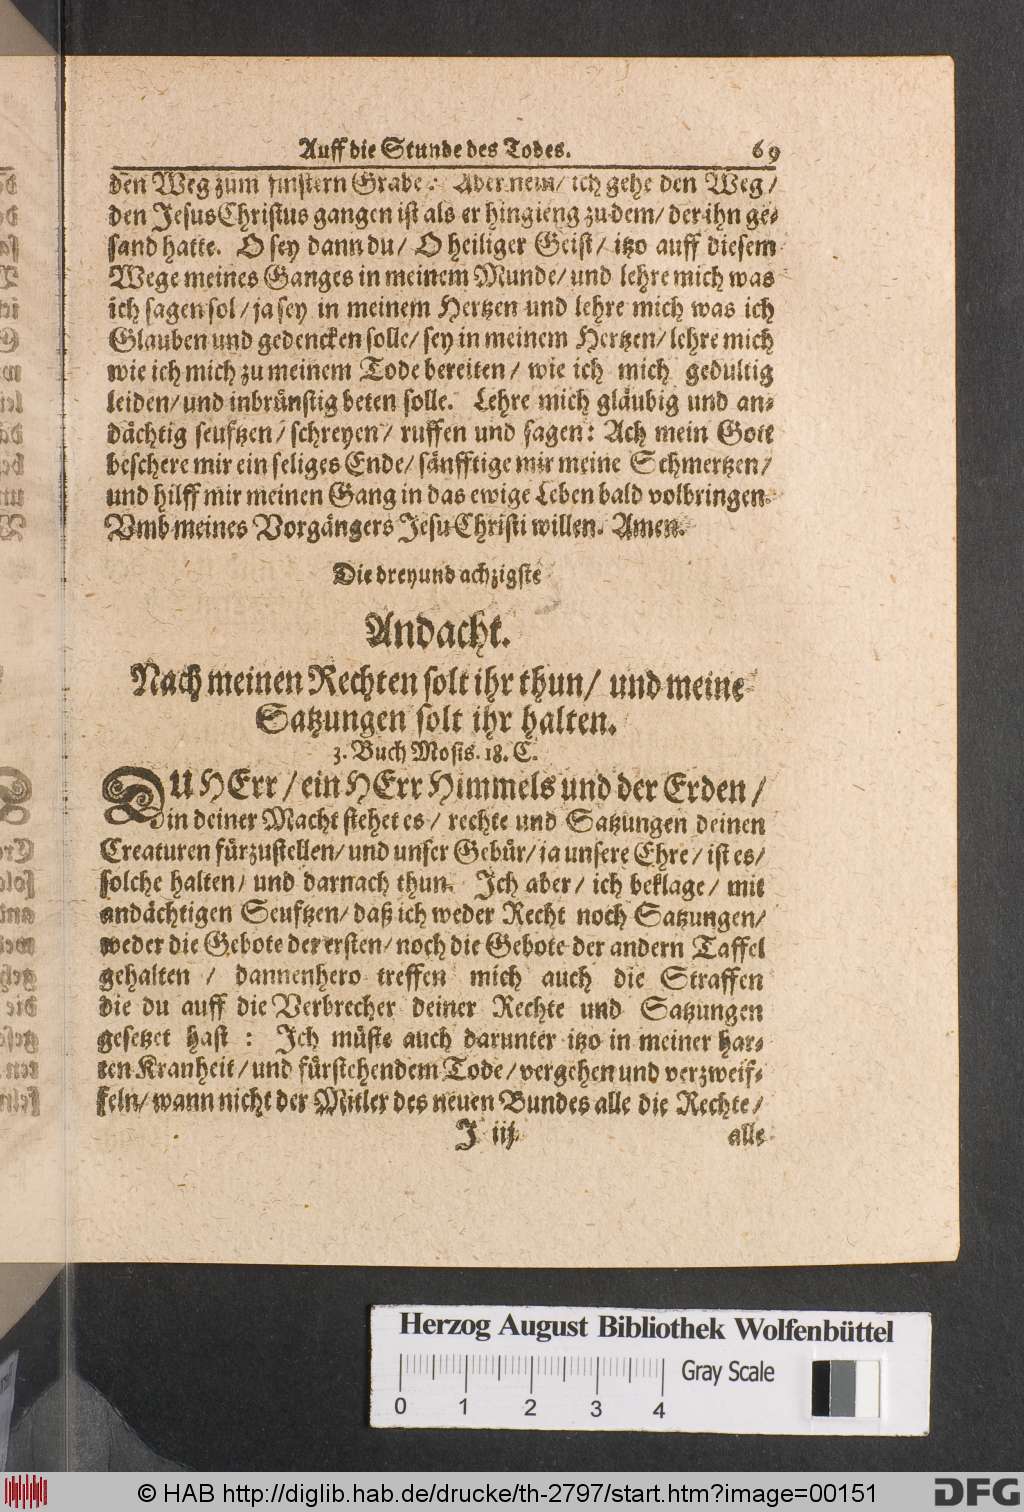 Auff die Stunde des Todes. 69
den Weg zum finstern Grabe: Aber nein/ ich gehe den Weg/
den Jesus Christus gangen ist als er hingieng zu dem/ der ihn ge-
sand hatte. O sey dann du/ O heiliger Geist/ itzo auff diesem
Wege meines Ganges in meinem Munde/ und lehre mich was
ich sagen sol/ ja sey in meinem Hertzen und lehre mich was ich
Glauben und gedencken solle/ sey in meinem Hertzen/ lehre mich
wie ich mich zu meinem Tode bereiten/ wie ich mich gedultig
leiden/ und inbrünstig beten solle. Lehre mich gläubig und an-
dächtig seufftzen/ schreyen/ ruffen und sagen: Ach mein Gott
beschere mir ein seliges Ende/ sänfftige mir meine Schmertzen/
und hilff mir meinen Gang in das ewige Leben bald volbringen.
Vmb meines Vorgängers Jesu Christi willen. Amen.
Die dreyund achzigste
Andacht.
Nach meinen Rechten solt ihr thun/ und meine
Satzungen solt ihr halten.
3. Buch Mosis. 18. C.
DU HErr/ ein HErr Himmels und der Erden/
in deiner Macht stehet es/ rechte und Satzungen deinen
Creaturen fürzustellen/ und unser Gebür/ ja unsere Ehre/ ist es/
solche halten/ und darnach thun. Ich aber/ ich beklage/ mit
andächtigen Seuftzen/ daß ich weder Recht noch Satzungen/
weder die Gebote der ersten/ noch die Gebote der andern Taffel
gehalten / dannenhero treffen mich auch die Straffen
die du auff die Verbrecher deiner Rechte und Satzungen
gesetzet hast : Ich müste auch darunter itzo in meiner har-
ten Kranheit/ und fürstehendem Tode/ vergehen und verzweif-
feln/ wann nicht der Mitler des neuen Bundes alle die Rechte/
J iij alle
Herzog August Bibliothek Wolfenbüttel
Gray Scale
0 1 2 3 4
© HAB http://diglib.hab.de/drucke/th-2797/start.htm?image=00151
DFG